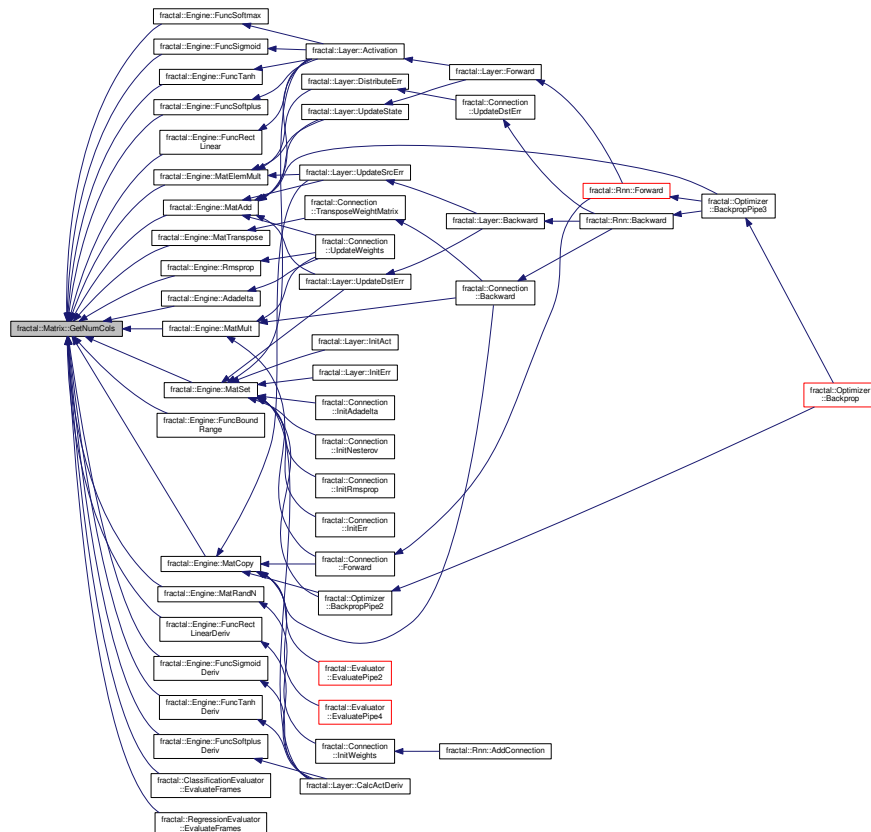 fractal::Matrix::GetNumCols
fractal::Engine::FuncSoftmax
fractal::Engine::FuncSigmoid
fractal::Engine::FuncTanh
fractal::Engine::FuncSoftplus
fractal::Engine::FuncRect
Linear
fractal::Engine::MatElemMult
fractal::Engine::MatAdd
fractal::Engine::MatTranspose
fractal::Engine::Rmsprop
fractal::Engine::Adadelta
fractal::Engine::MatMult
fractal::Engine::MatSet
fractal::Engine::FuncBound
Range
fractal::Engine::MatCopy
fractal::Engine::MatRandN
fractal::Engine::FuncRect
LinearDeriv
fractal::Engine::FuncSigmoid
Deriv
fractal::Engine::FuncTanh
Deriv
fractal::Engine::FuncSoftplus
Deriv
fractal::ClassificationEvaluator
::EvaluateFrames
fractal::RegressionEvaluator
::EvaluateFrames
fractal::Layer::Activation
fractal::Layer::DistributeErr
fractal::Layer::UpdateState
fractal::Layer::UpdateSrcErr
fractal::Connection
::TransposeWeightMatrix
fractal::Connection
::UpdateWeights
fractal::Layer::UpdateDstErr
fractal::Layer::InitAct
fractal::Layer::InitErr
fractal::Connection
::InitAdadelta
fractal::Connection
::InitNesterov
fractal::Connection
::InitRmsprop
fractal::Connection
::InitErr
fractal::Connection
::Forward
fractal::Optimizer
::BackpropPipe2
fractal::Evaluator
::EvaluatePipe2
fractal::Evaluator
::EvaluatePipe4
fractal::Connection
::InitWeights
fractal::Layer::CalcActDeriv
fractal::Layer::Forward
fractal::Connection
::UpdateDstErr
fractal::Layer::Backward
fractal::Connection
::Backward
fractal::Rnn::AddConnection
fractal::Rnn::Forward
fractal::Rnn::Backward
fractal::Optimizer
::BackpropPipe3
fractal::Optimizer
::Backprop